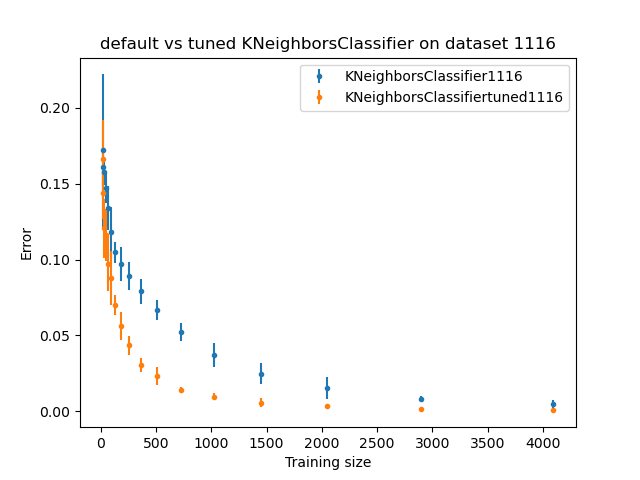 default vs tuned KNeighborsClassifier on dataset 1116
KNeighborsClassifier1116
KNeighborsClassifiertuned1116
0.20
0.15
0.10
0.05
0.00
Error
0 500 1000 1500 2000 2500 3000 3500 4000
Training size